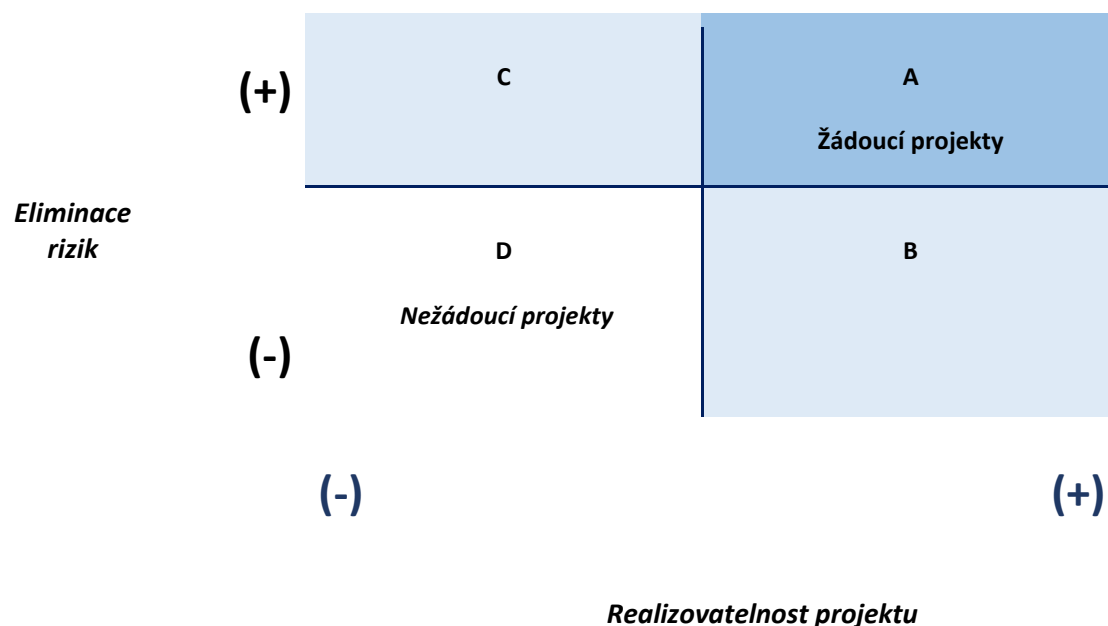 C
A
(+)
Žádoucí projekty
Eliminace
rizik
D
B
Nežádoucí projekty
(-)
(-)
(+)
Realizovatelnost projektu